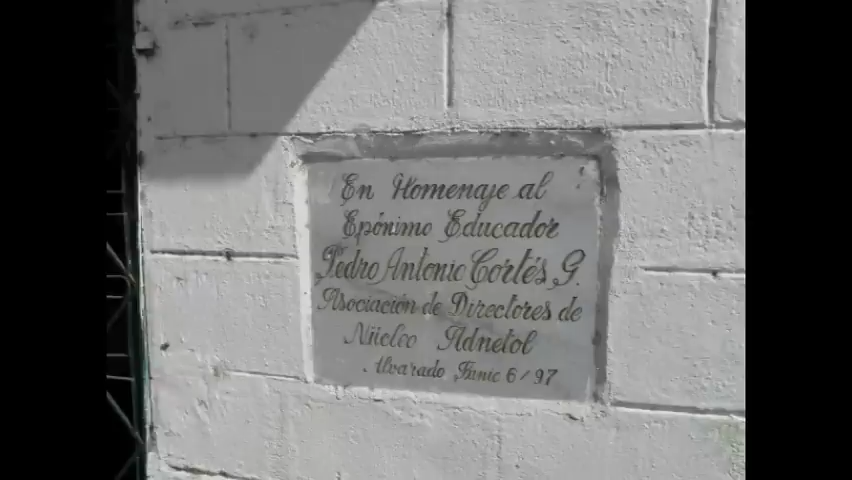 En Homenaje al
Epónimo Educador
Pedro Antonio Cortés G.
Asociación de Directores de
Núcleo Adnetol
Alvarado Junio 6/97